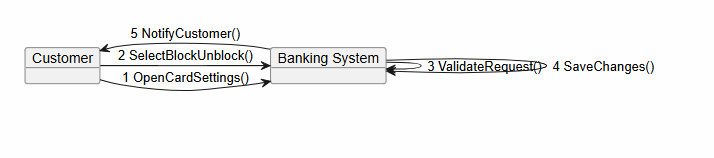 5 NotifyCustomer()
Customer
2 SelectBlockUnblock()
Banking System
1 OpenCardSettings()
3 ValidateRequest()
4 SaveChanges()